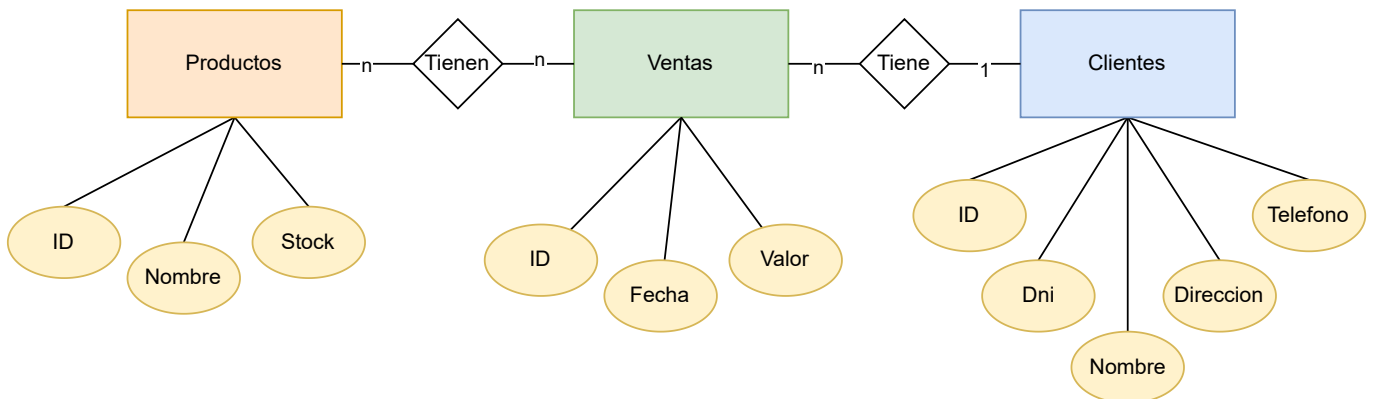 Productos
n
Tienen
n
Ventas
n
Tiene
1
Clientes
ID
Nombre
Stock
ID
Fecha
Valor
ID
Dni
Nombre
Direccion
Telefono